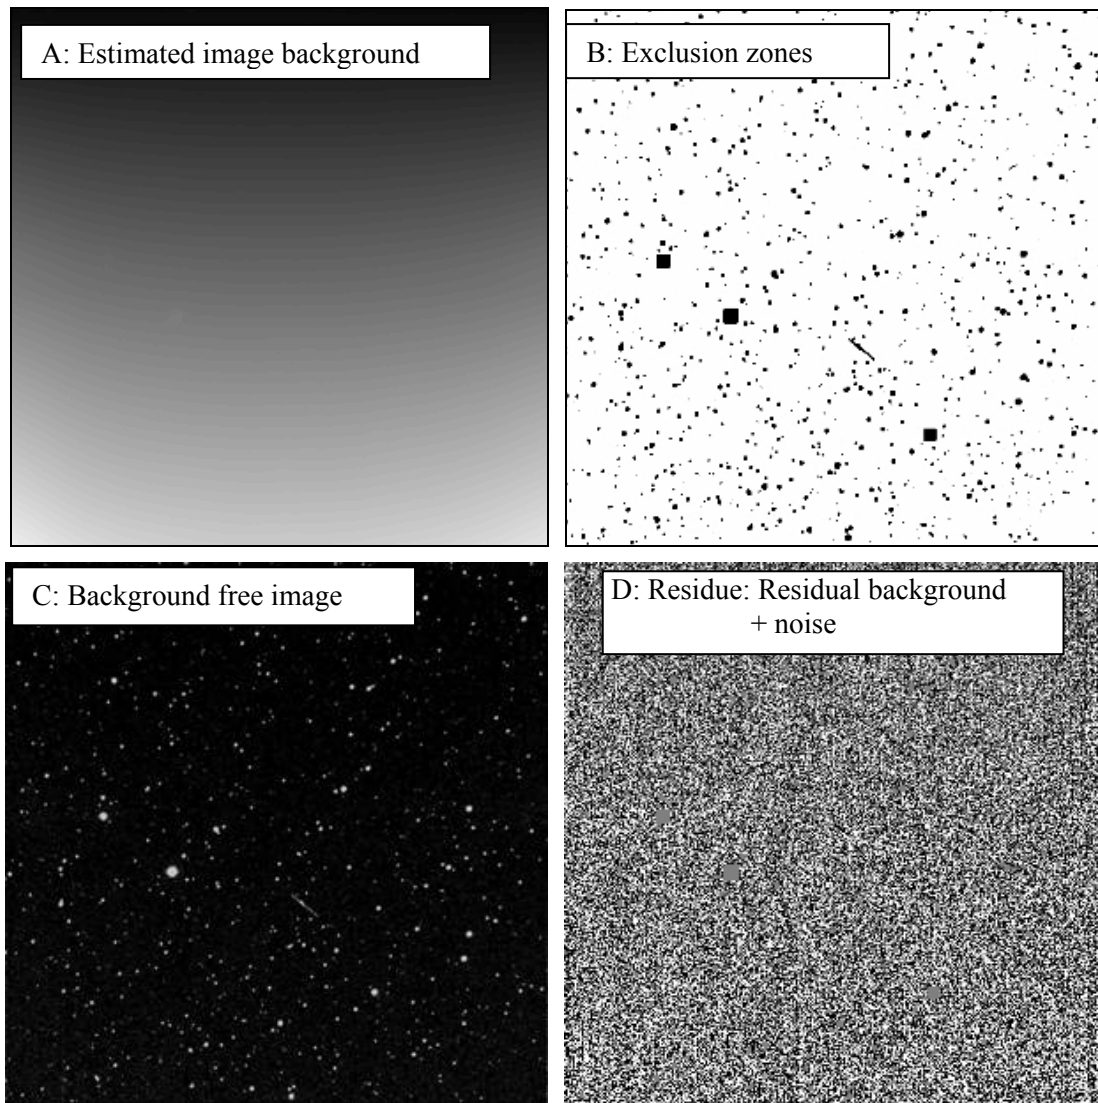 A: Estimated image background
B: Exclusion zones
C: Background free image
D: Residue: Residual background
+ noise